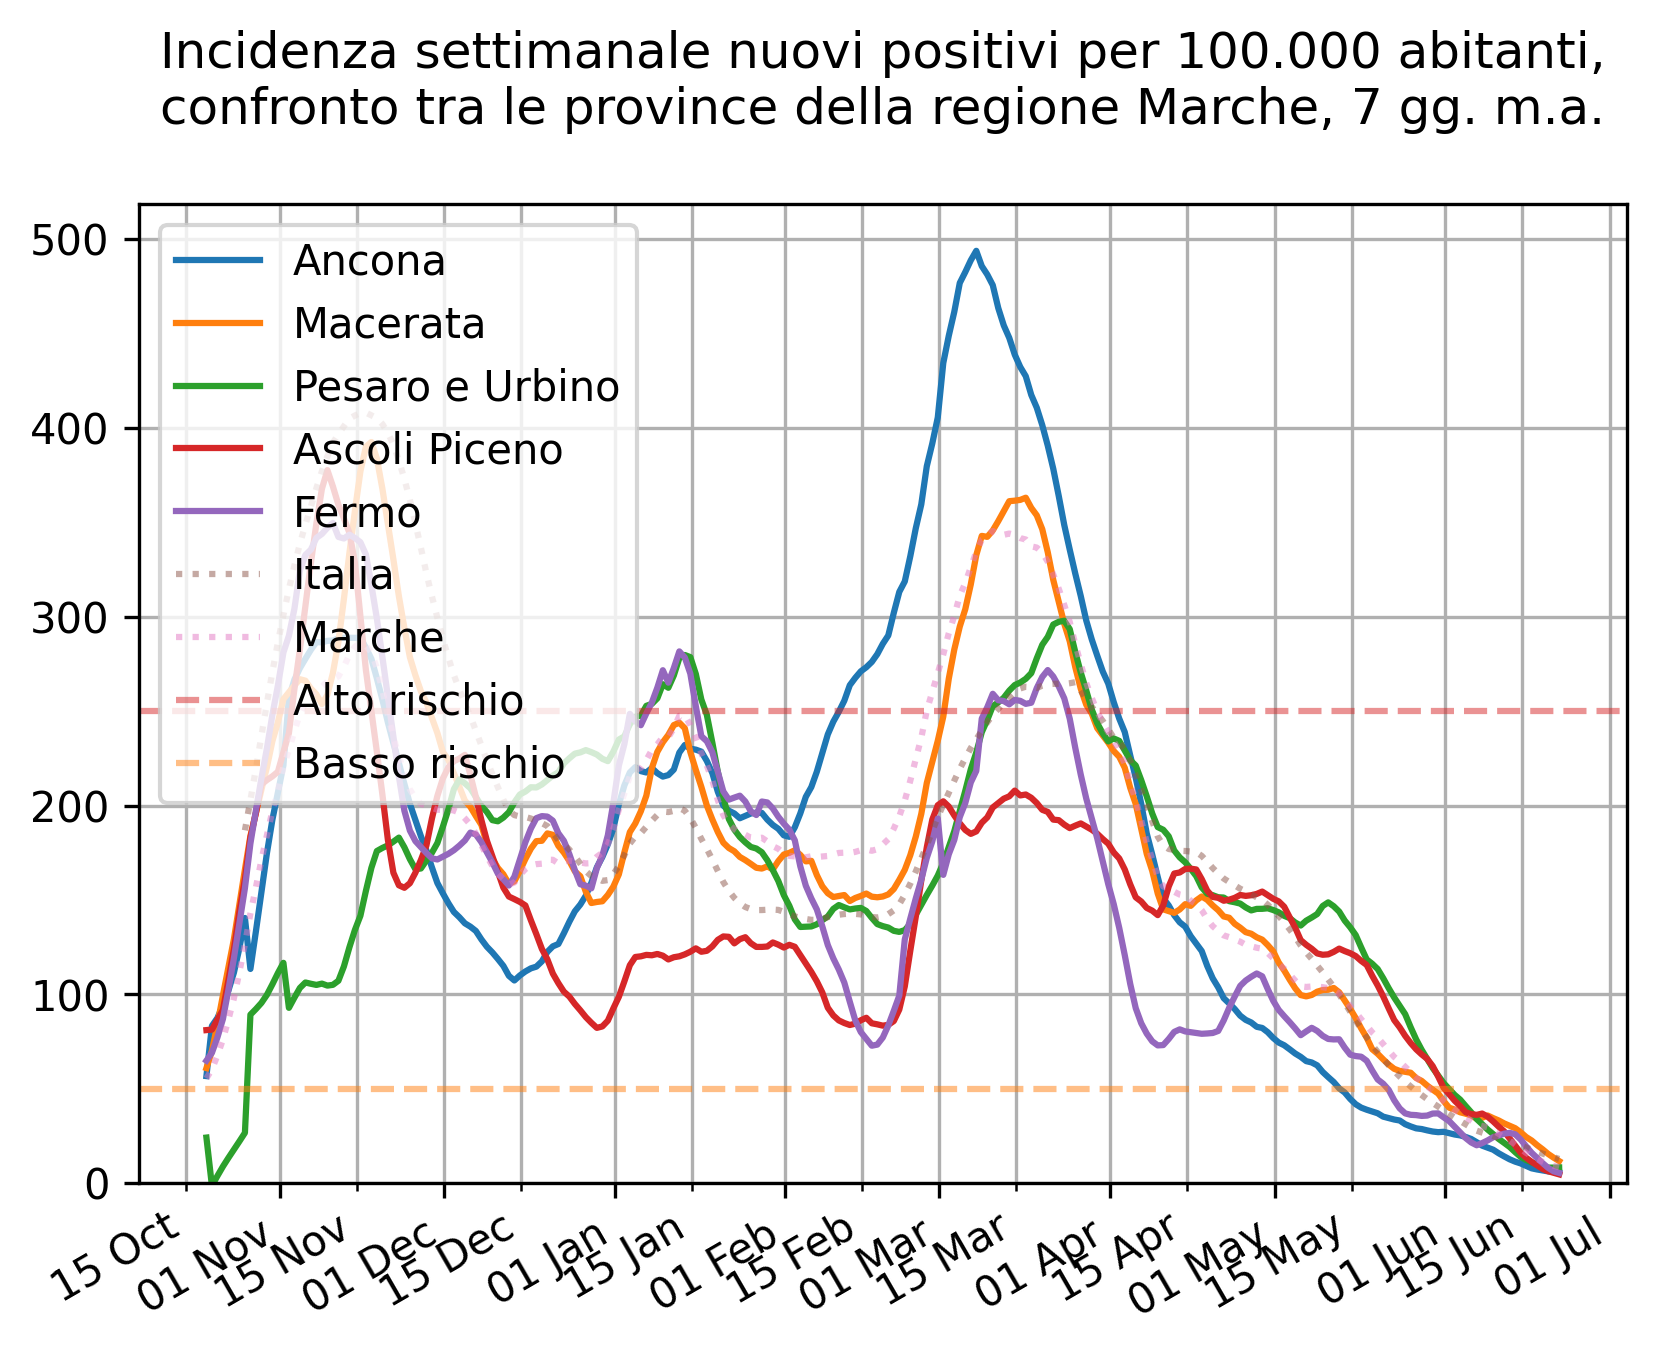 Incidenza settimanale nuovi positivi per 100.000 abitanti,
confronto tra le province della regione Marche, 7 gg. m.a.
500
400
300
200
100
0
Ancona
Macerata
Pesaro e Urbino
Ascoli Piceno
Fermo
Italia
Marche
Alto rischio
Basso rischio
15 Oct
01 Nov
15 Nov
01 Dec
15 Dec
01 Jan
15 Jan
01 Feb
15 Feb
01 Mar
15 Mar
01 Apr
15 Apr
01 May
15 May
01 Jun
15 Jun
01 Jul